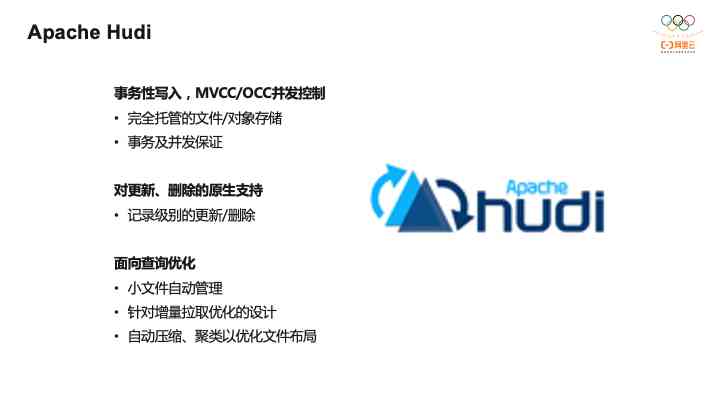 Apache Hudi
阿里云
事务性写入，MVCC/OCC并发控制
• 完全托管的文件/对象存储
• 事务及并发保证
对更新、删除的原生支持
• 记录级别的更新/删除
面向查询优化
• 小文件自动管理
• 针对增量拉取优化的设计
• 自动压缩、聚类以优化文件布局
Apache
hudi